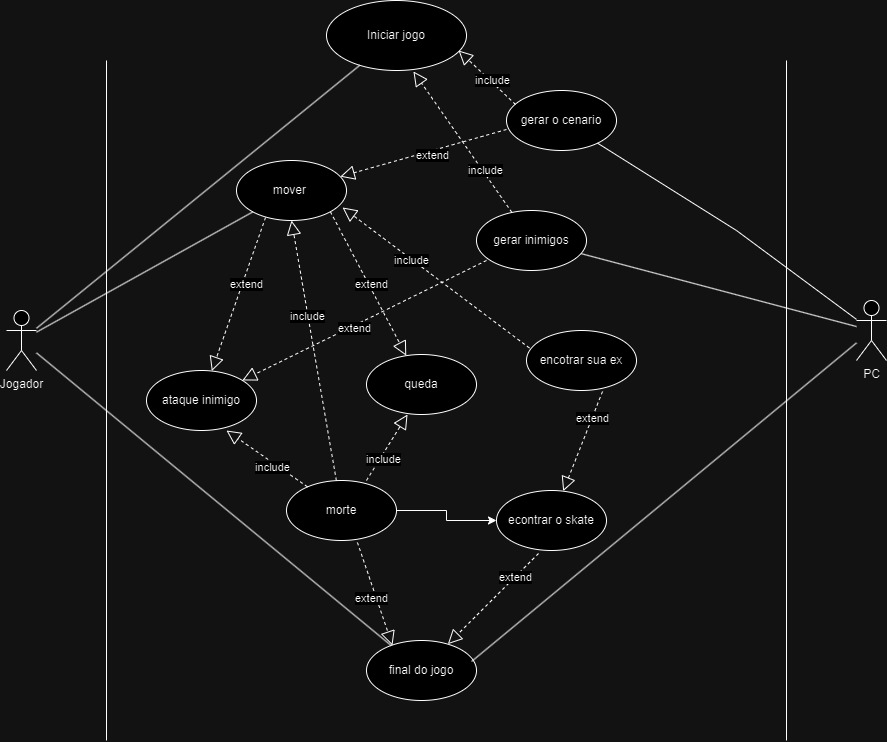 Iniciar jogo
include
gerar o cenario
extend
include
mover
gerar inimigos
include
extend
extend
include
extend
encotrar sua ex
Jogador
PC
ataque inimigo
queda
extend
include
include
morte
econtrar o skate
extend
extend
final do jogo